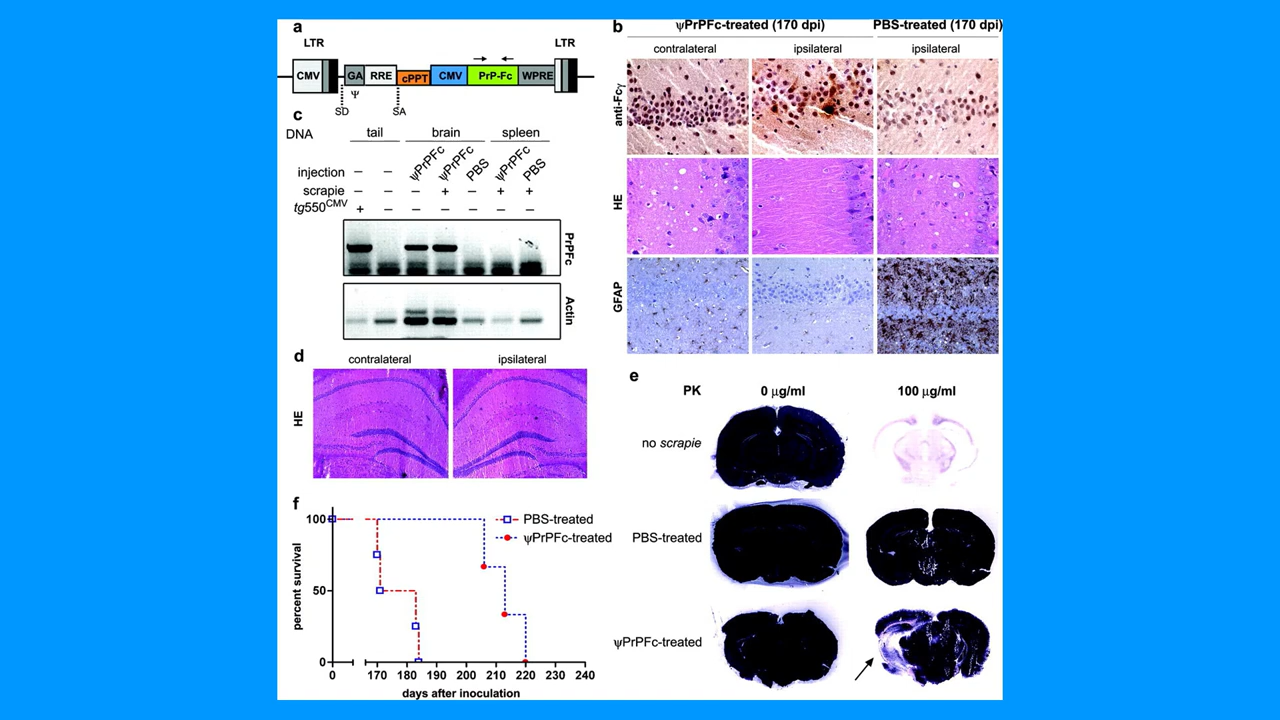 a
LTR
LTR
CMV
GA
RRE
cPPT
CMV
PrP-Fc
WPRE
Ψ
SD
SA
b
ψPrPFc-treated (170 dpi)
PBS-treated (170 dpi)
contralateral
ipsilateral
ipsilateral
anti-Fcγ
HE
GFAP
c
DNA
tail
brain
spleen
injection
–
–
ψPrPFc
ψPrPFc
PBS
ψPrPFc
PBS
scrapie
–
–
–
+
–
+
+
tg550CMV
+
–
–
–
–
–
–
PrPFc
Actin
d
contralateral
ipsilateral
HE
e
PK
0 μg/ml
100 μg/ml
no scrapie
PBS-treated
ψPrPFc-treated
f
100
50
0
percent survival
PBS-treated
ψPrPFc-treated
0
170
180
190
200
210
220
230
240
days after inoculation